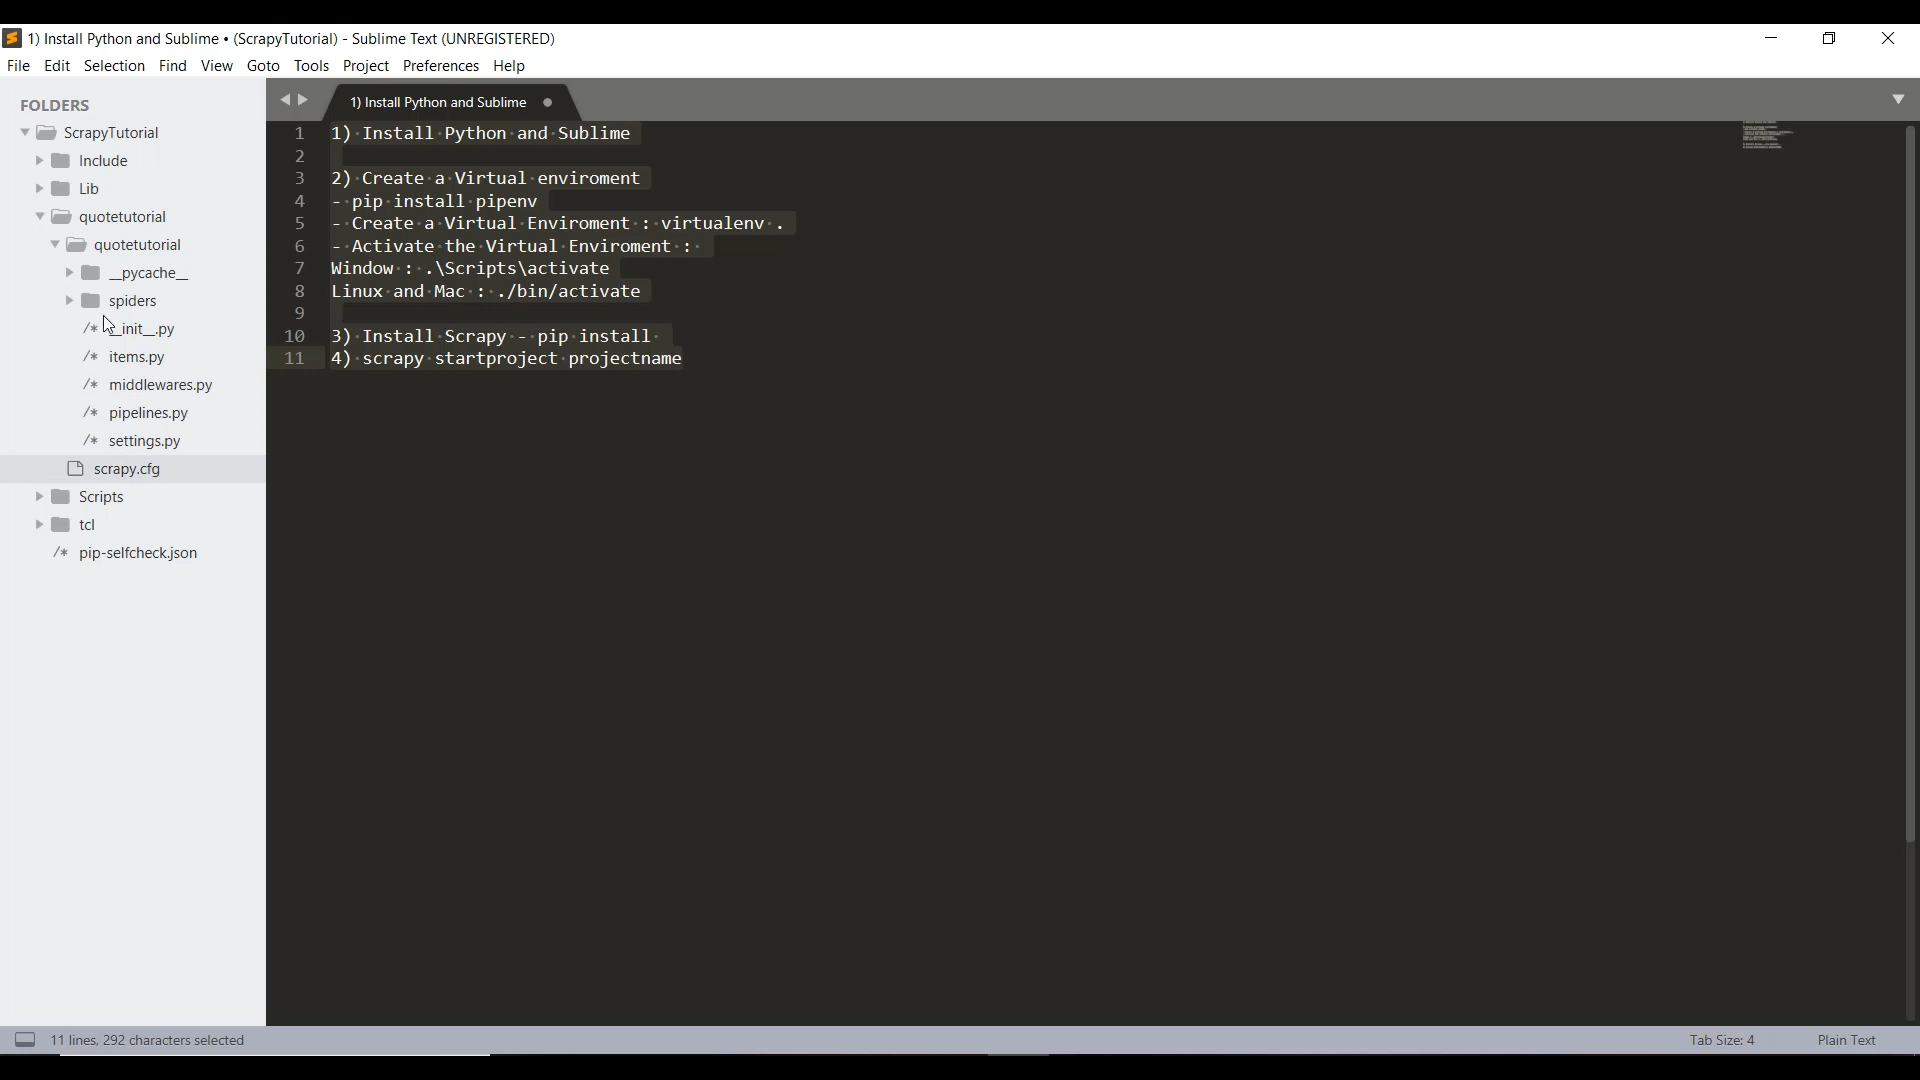 1) Install Python and Sublime • (ScrapyTutorial) - Sublime Text (UNREGISTERED)
File Edit Selection Find View Goto Tools Project Preferences Help
FOLDERS
ScrapyTutorial
Include
Lib
quotetutorial
quotetutorial
__pycache__
spiders
/* __init__.py
/* items.py
/* middlewares.py
/* pipelines.py
/* settings.py
scrapy.cfg
Scripts
tcl
/* pip-selfcheck.json
1) Install Python and Sublime
1 1) Install Python and Sublime
2
3 2) Create a Virtual enviroment
4 - pip install pipenv
5 - Create a Virtual Enviroment : virtualenv .
6 - Activate the Virtual Enviroment :
7 Window : .\Scripts\activate
8 Linux and Mac : ./bin/activate
9
10 3) Install Scrapy - pip install
11 4) scrapy startproject projectname
11 lines, 292 characters selected
Tab Size: 4
Plain Text